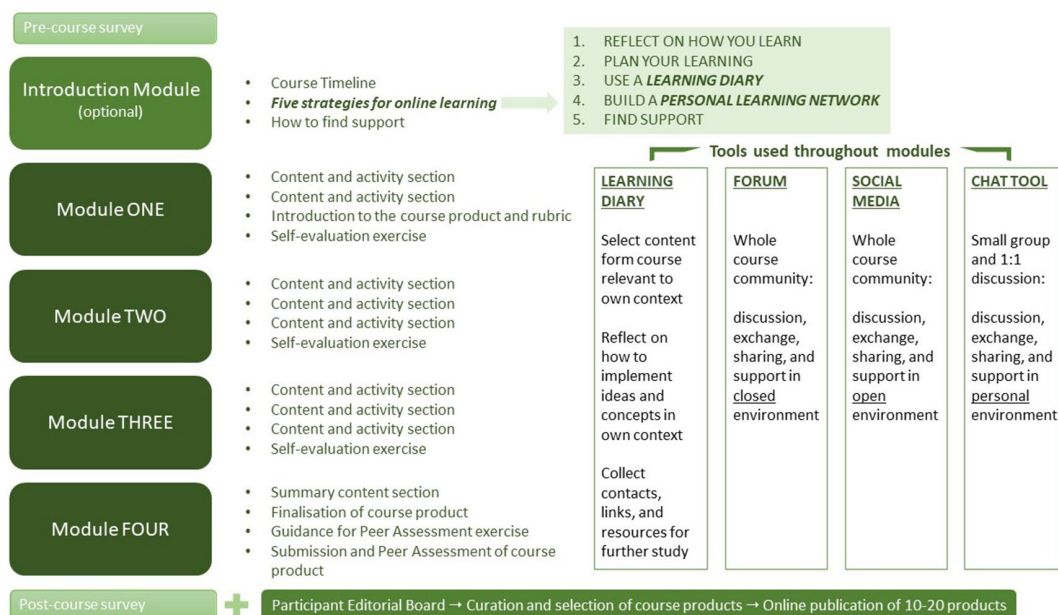 Pre-course survey
Introduction Module
(optional)
• Course Timeline
• Five strategies for online learning
• How to find support
1. REFLECT ON HOW YOU LEARN
2. PLAN YOUR LEARNING
3. USE A LEARNING DIARY
4. BUILD A PERSONAL LEARNING NETWORK
5. FIND SUPPORT
Module ONE
• Content and activity section
• Content and activity section
• Introduction to the course product and rubric
• Self-evaluation exercise
Module TWO
• Content and activity section
• Content and activity section
• Content and activity section
• Self-evaluation exercise
Module THREE
• Content and activity section
• Content and activity section
• Content and activity section
• Self-evaluation exercise
Module FOUR
• Summary content section
• Finalisation of course product
• Guidance for Peer Assessment exercise
• Submission and Peer Assessment of course
product
Tools used throughout modules
LEARNING
DIARY
Select content
form course
relevant to
own context
Reflect on
how to
implement
ideas and
concepts in
own context
Collect
contacts,
links, and
resources for
further study
FORUM
Whole
course
community:
discussion,
exchange,
sharing, and
support in
closed
environment
SOCIAL
MEDIA
Whole
course
community:
discussion,
exchange,
sharing, and
support in
open
environment
CHAT TOOL
Small group
and 1:1
discussion:
discussion,
exchange,
sharing, and
support in
personal
environment
Post-course survey
Participant Editorial Board → Curation and selection of course products → Online publication of 10-20 products